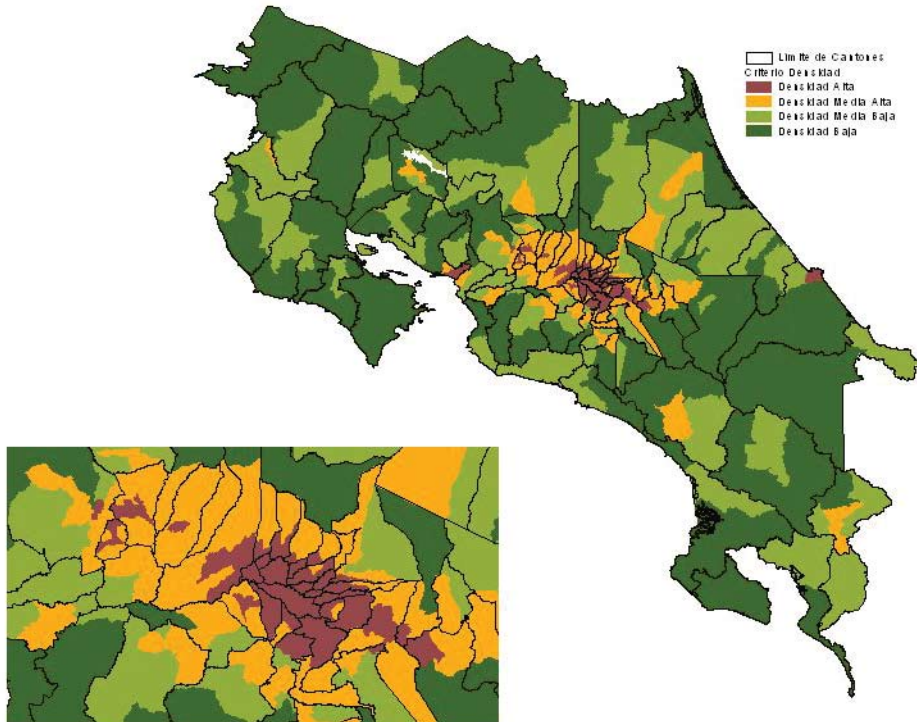 Límite de Cantones
Criterio Densidad
Densidad Alta
Densidad Media Alta
Densidad Media Baja
Densidad Baja